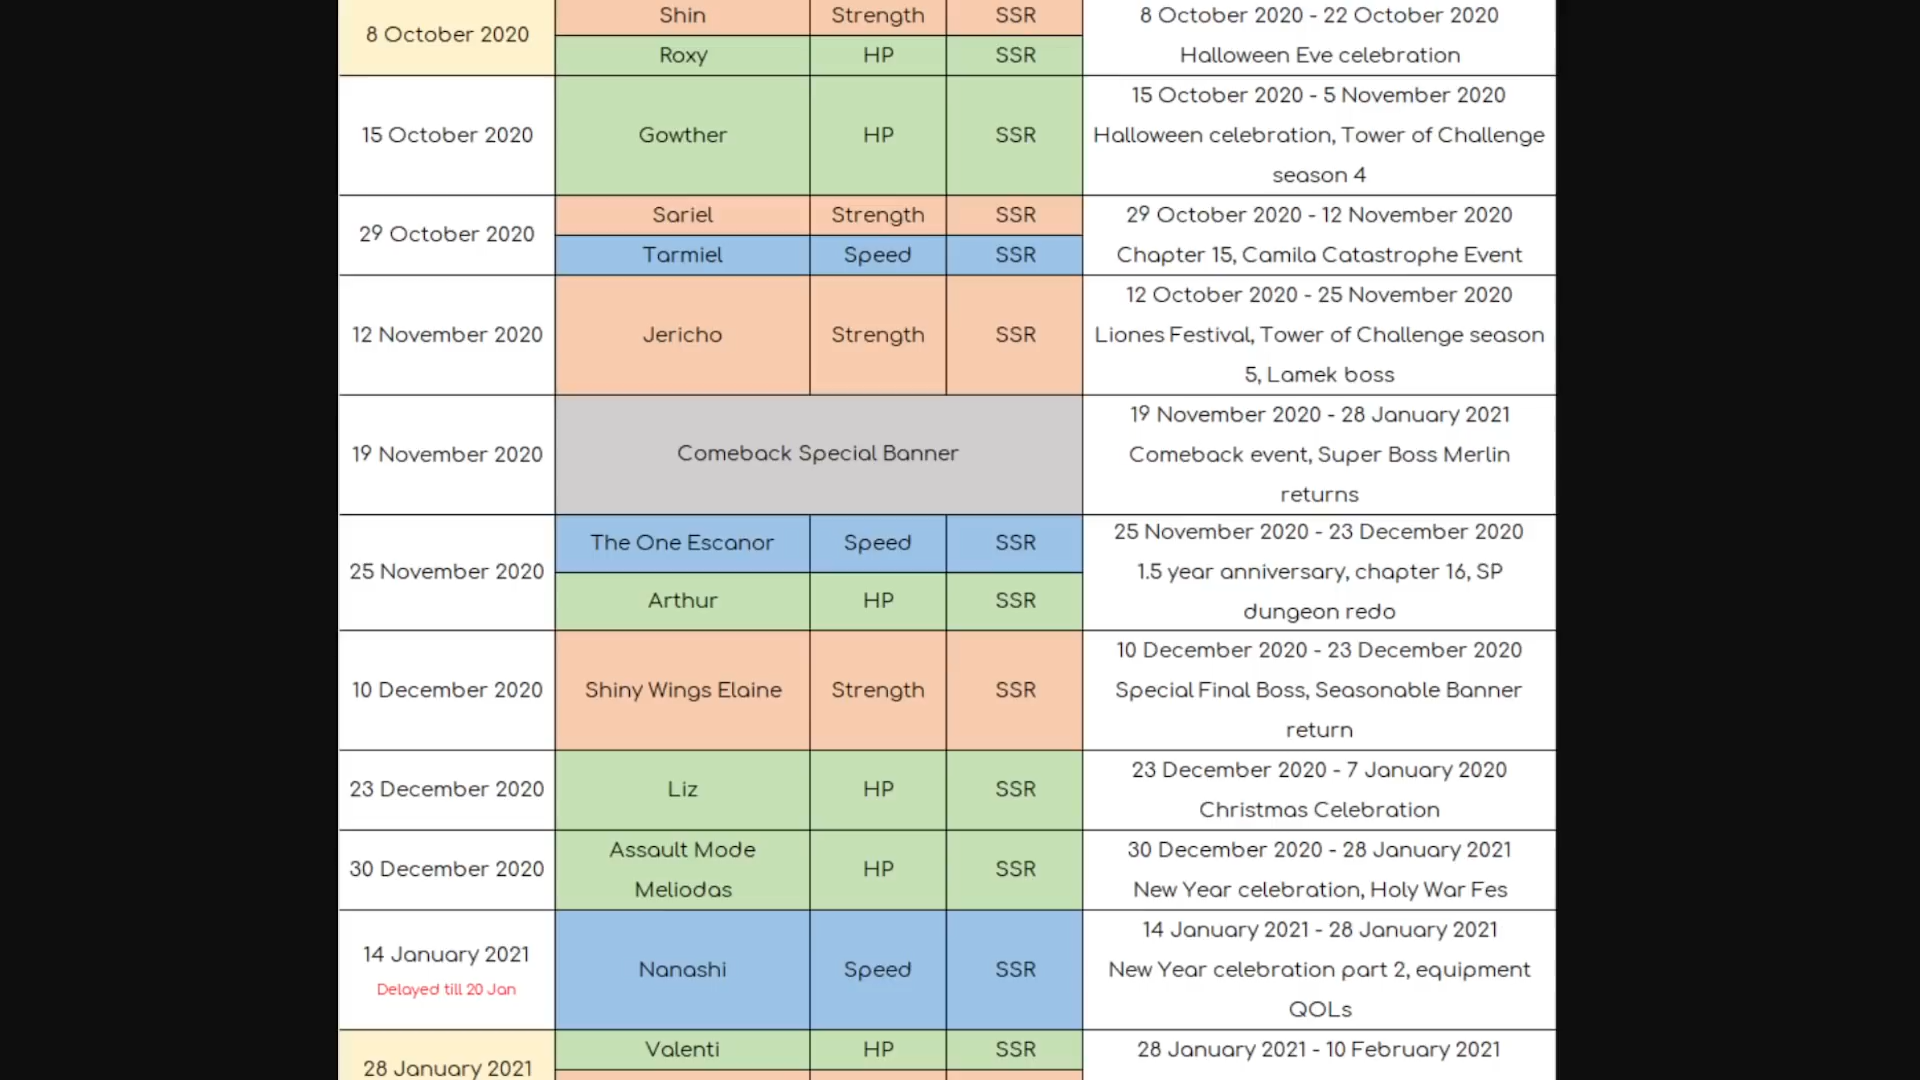 8 October 2020
Shin Strength SSR
8 October 2020 - 22 October 2020
Roxy HP SSR
Halloween Eve celebration
15 October 2020
Gowther HP SSR
15 October 2020 - 5 November 2020
Halloween celebration, Tower of Challenge
season 4
29 October 2020
Sariel Strength SSR
29 October 2020 - 12 November 2020
Tarmiel Speed SSR
Chapter 15, Camila Catastrophe Event
12 November 2020
Jericho Strength SSR
12 October 2020 - 25 November 2020
Liones Festival, Tower of Challenge season
5, Lamek boss
19 November 2020
Comeback Special Banner
19 November 2020 - 28 January 2021
Comeback event, Super Boss Merlin
returns
25 November 2020
The One Escanor Speed SSR
Arthur HP SSR
25 November 2020 - 23 December 2020
1.5 year anniversary, chapter 16, SP
dungeon redo
10 December 2020
Shiny Wings Elaine Strength SSR
10 December 2020 - 23 December 2020
Special Final Boss, Seasonable Banner
return
23 December 2020
Liz HP SSR
23 December 2020 - 7 January 2020
Christmas Celebration
30 December 2020
Assault Mode
Meliodas
HP SSR
30 December 2020 - 28 January 2021
New Year celebration, Holy War Fes
14 January 2021
Delayed till 20 Jan
Nanashi Speed SSR
14 January 2021 - 28 January 2021
New Year celebration part 2, equipment
QOLs
28 January 2021
Valenti HP SSR
28 January 2021 - 10 February 2021